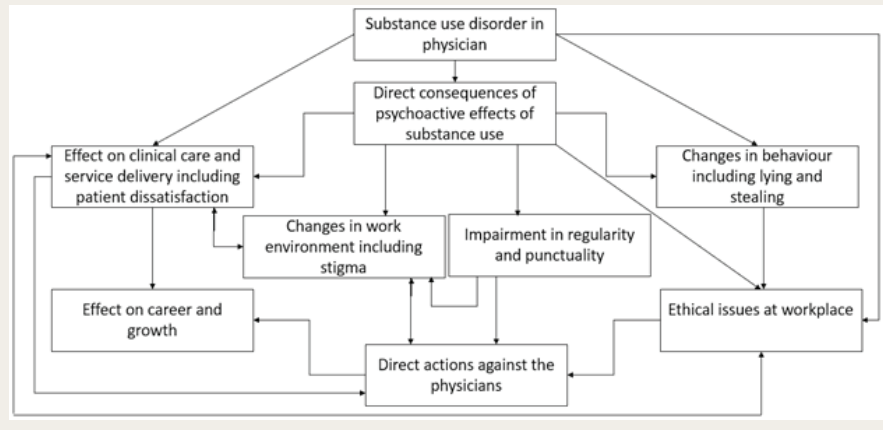 Substance use disorder in
physician
Direct consequences of
psychoactive effects of
substance use
Effect on clinical care and
service delivery including
patient dissatisfaction
Changes in behaviour
including lying and
stealing
Changes in work
environment including
stigma
Impairment in regularity
and punctuality
Effect on career and
growth
Ethical issues at workplace
Direct actions against the
physicians